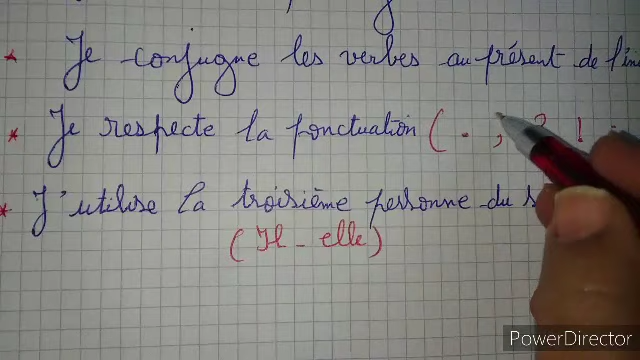 * Je conjugue les verbes au présent de l'in
* Je respecte la ponctuation ( . , ? !
* J'utilise la troisième personne du s
( Il - elle )
PowerDirector